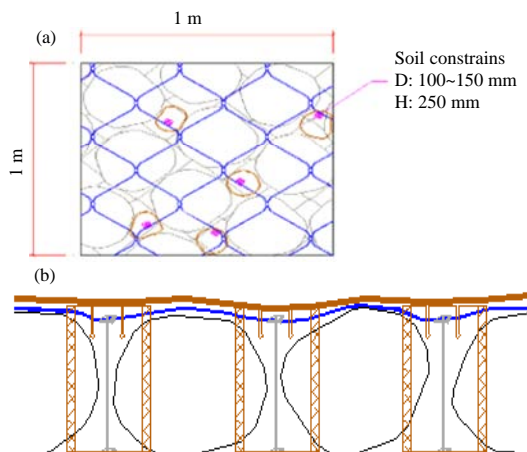 1 m
(a)
Soil constrains
D: 100~150 mm
H: 250 mm
1 m
(b)